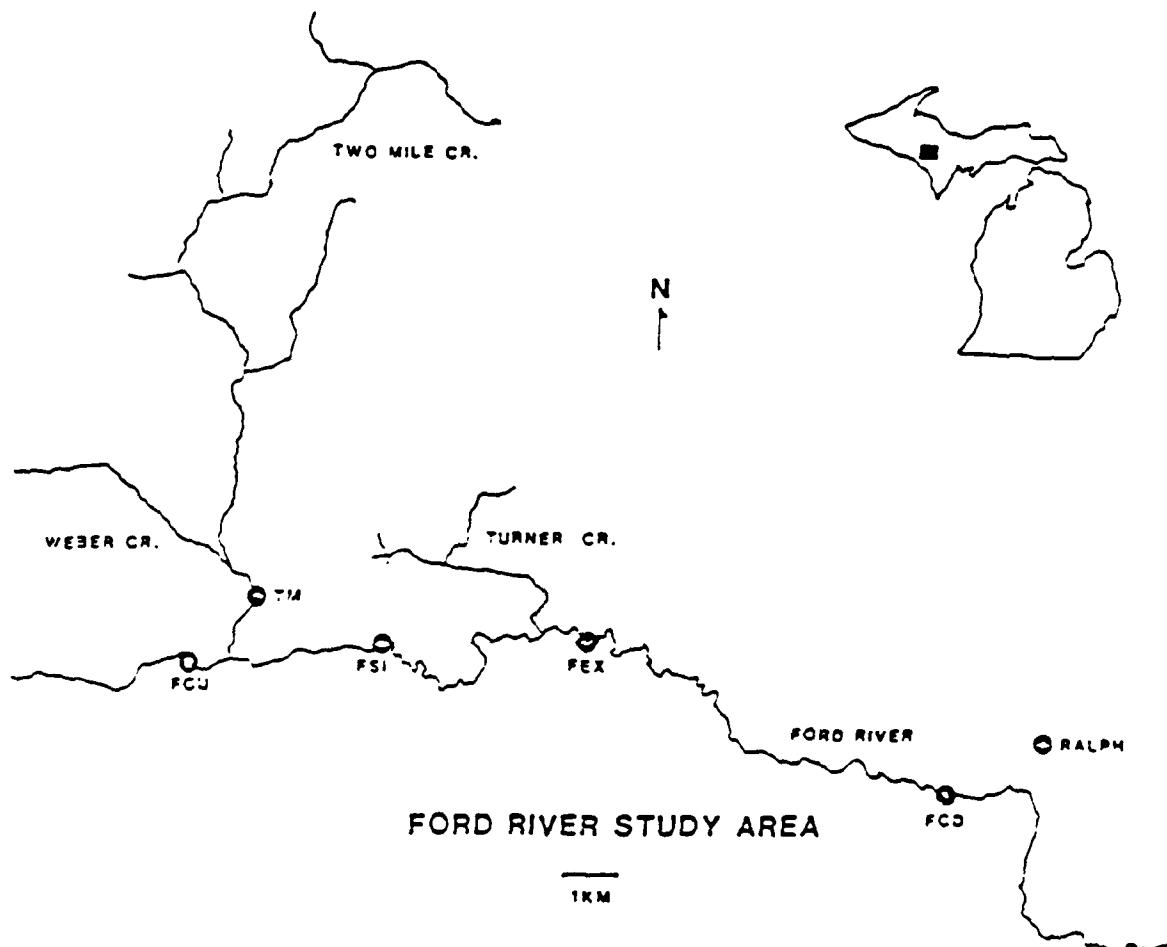 TWO MILE CR.
N
WEBER CR.
TURNER CR.
TM
FCU
FSI
FEX
FORD RIVER
RALPH
FCD
FORD RIVER STUDY AREA
1KM